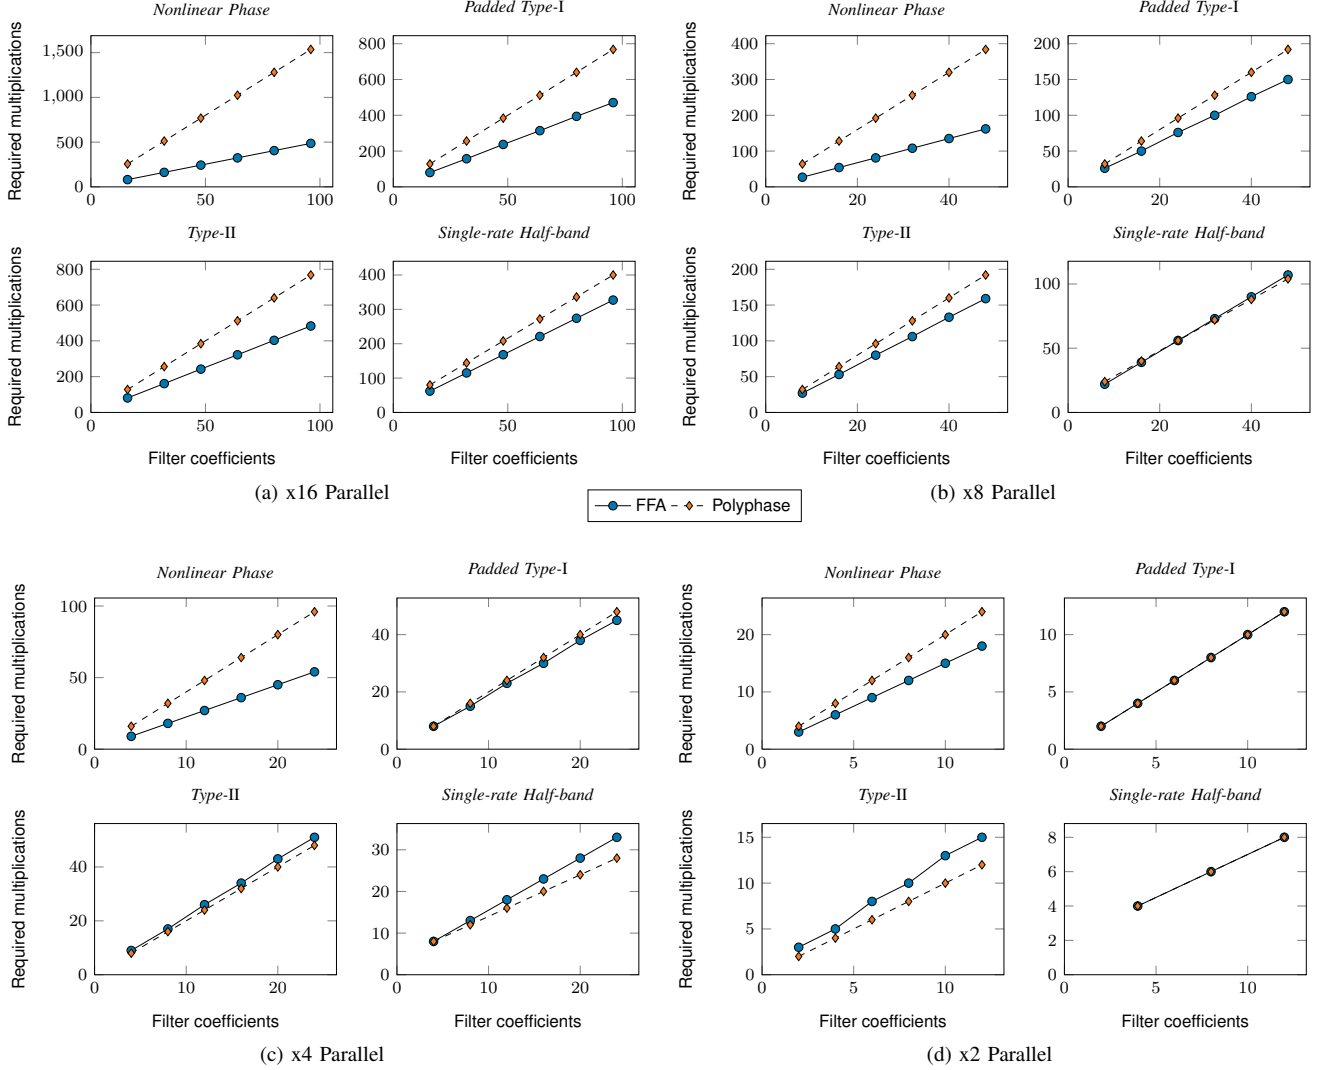 Nonlinear Phase
Padded Type-I
Required multiplications
1,500
1,000
500
0
0
50
100
800
600
400
200
0
0
50
100
Type-II
Single-rate Half-band
Required multiplications
800
600
400
200
0
0
50
100
400
300
200
100
0
0
50
100
Filter coefficients
Filter coefficients
(a) x16 Parallel
Nonlinear Phase
Padded Type-I
Required multiplications
400
300
200
100
0
0
20
40
200
150
100
50
0
0
20
40
Type-II
Single-rate Half-band
Required multiplications
200
150
100
50
0
0
20
40
100
50
0
0
20
40
Filter coefficients
Filter coefficients
(b) x8 Parallel
FFA
Polyphase
Nonlinear Phase
Padded Type-I
Required multiplications
100
50
0
0
10
20
40
20
0
0
10
20
Type-II
Single-rate Half-band
Required multiplications
40
20
0
0
10
20
30
20
10
0
0
10
20
Filter coefficients
Filter coefficients
(c) x4 Parallel
Nonlinear Phase
Padded Type-I
Required multiplications
20
10
0
0
5
10
10
5
0
0
5
10
Type-II
Single-rate Half-band
Required multiplications
15
10
5
0
0
5
10
8
6
4
2
0
0
5
10
Filter coefficients
Filter coefficients
(d) x2 Parallel